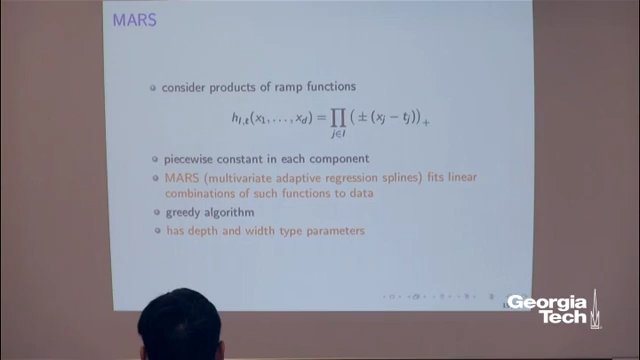 MARS
consider products of ramp functions
h_{I,t}(x_1, ..., x_d) = ∏_{j∈I} (± (x_j − t_j))_+
piecewise constant in each component
MARS (multivariate adaptive regression splines) fits linear
combinations of such functions to data
greedy algorithm
has depth and width type parameters
Georgia
Tech